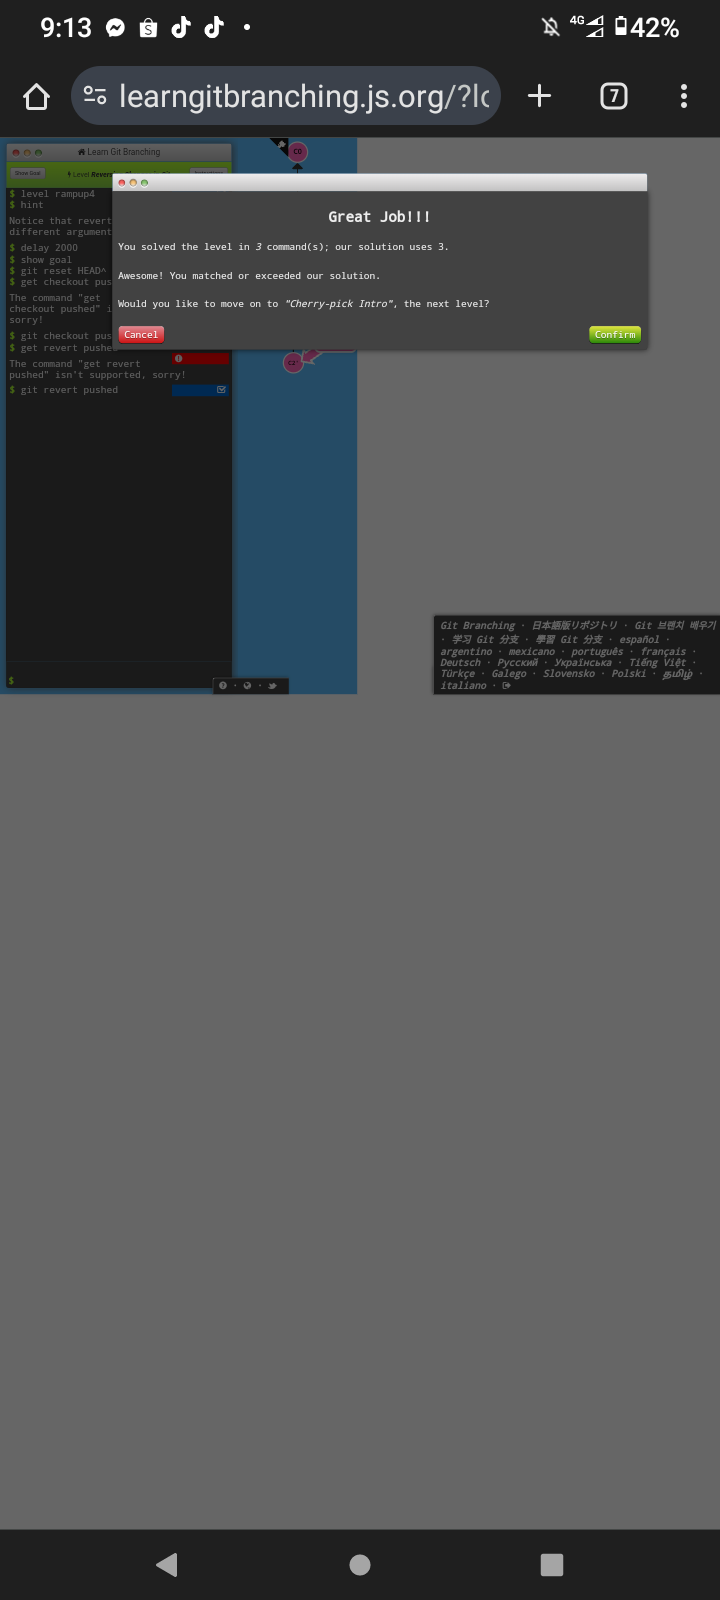 9:13
4G 42%
learngitbranching.js.org/?lo
7
Learn Git Branching
C0
Show Goal
Level
$ level rampup4
$ hint
Notice that revert
different argument
$ delay 2000
$ show goal
$ git reset HEAD^
$ get checkout pus
The command "get
checkout pushed" i
sorry!
$ git checkout pus
$ get revert pushe
The command "get revert
pushed" isn't supported, sorry!
$ git revert pushed
$
Great Job!!!
You solved the level in 3 command(s); our solution uses 3.
Awesome! You matched or exceeded our solution.
Would you like to move on to "Cherry-pick Intro", the next level?
Cancel
Confirm
Git Branching · 日本語版リポジトリ · Git 브랜치 배우기
· 学习 Git 分支 · 學習 Git 分支 · español ·
argentino · mexicano · português · français ·
Deutsch · Русский · Українська · Tiếng Việt ·
Türkçe · Galego · Slovensko · Polski · தமிழ் ·
italiano ·